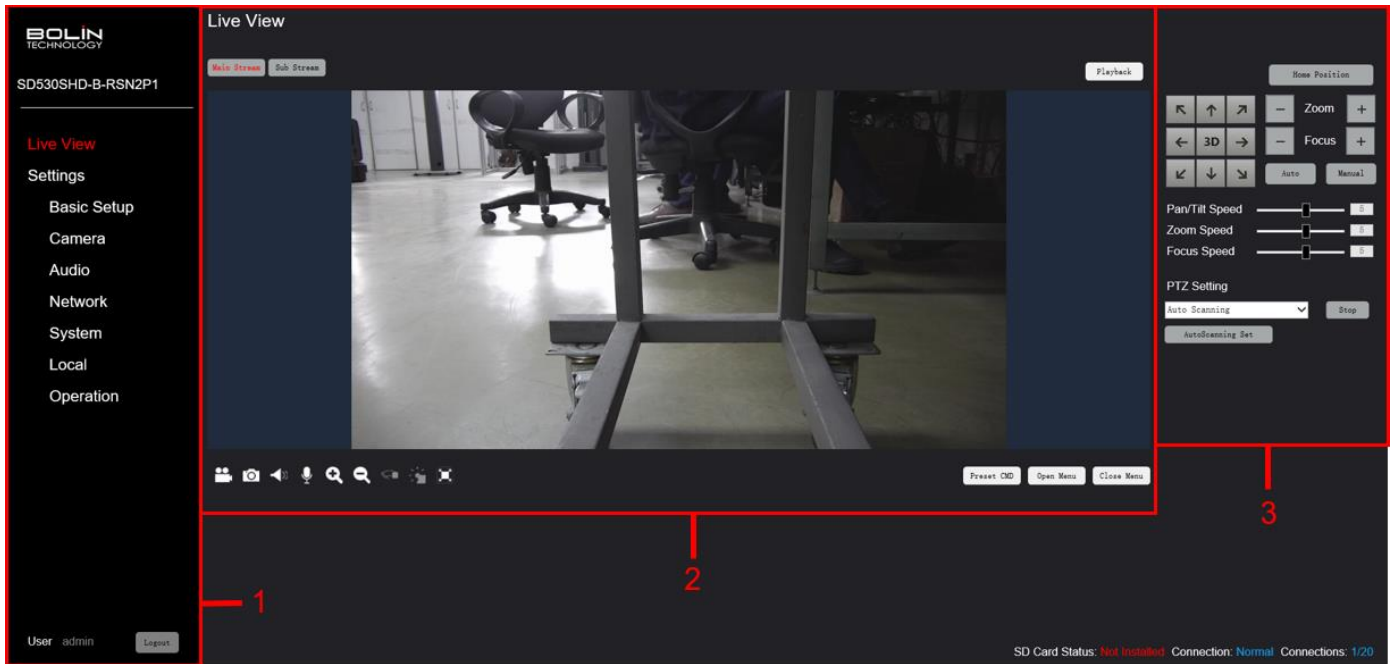 BOLIN
TECHNOLOGY
SD530SHD-B-RSN2P1
Live View
Settings
Basic Setup
Camera
Audio
Network
System
Local
Operation
User admin Logout
1
Live View
Main Stream Sub Stream
Playback
Preset CMD Open Menu Close Menu
2
Home Position
- Zoom +
3D - Focus +
Auto Manual
Pan/Tilt Speed 5
Zoom Speed 5
Focus Speed 5
PTZ Setting
Auto Scanning Stop
AutoScanning Set
3
SD Card Status: Not Installed Connection: Normal Connections: 1/20